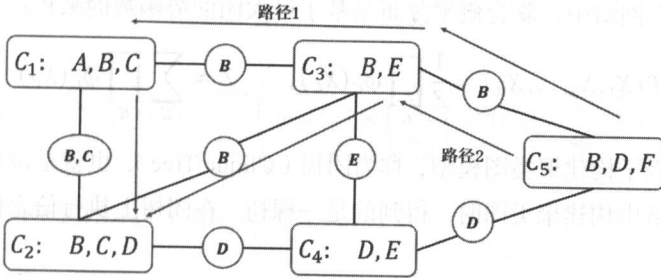 路径1
C₁: A,B,C
B
C₃: B,E
B
B,C
B
E
路径2
C₅: B,D,F
C₂: B,C,D
D
C₄: D,E
D